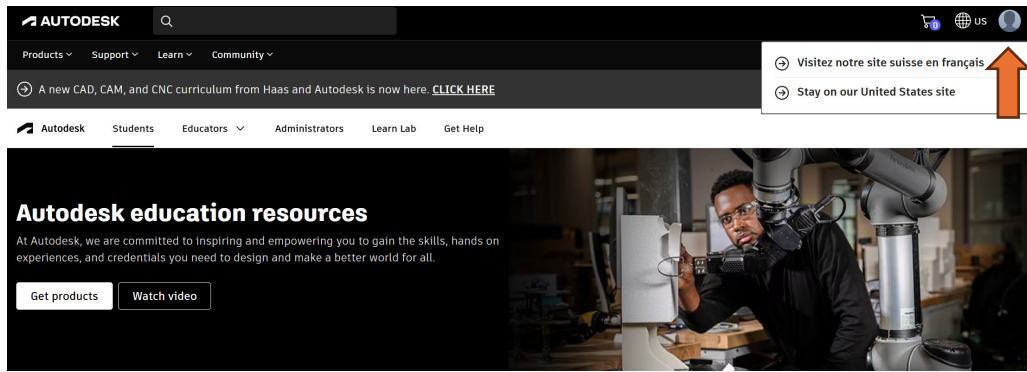 AUTODESK
0
US
Products
Support
Learn
Community
Visitez notre site suisse en français
Stay on our United States site
A new CAD, CAM, and CNC curriculum from Haas and Autodesk is now here. CLICK HERE
Autodesk
Students
Educators
Administrators
Learn Lab
Get Help
Autodesk education resources
At Autodesk, we are committed to inspiring and empowering you to gain the skills, hands on
experiences, and credentials you need to design and make a better world for all.
Get products
Watch video